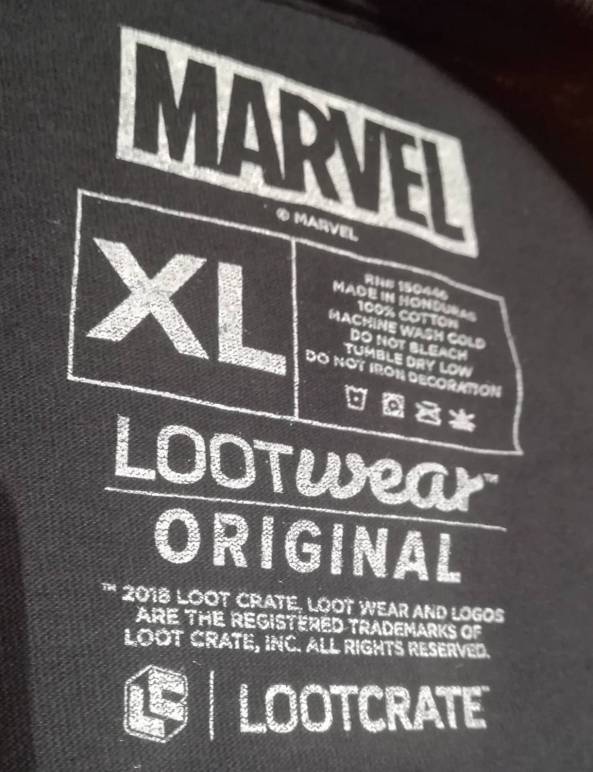 MARVEL
© MARVEL
XL
RN# 150446
MADE IN HONDURAS
100% COTTON
MACHINE WASH COLD
DO NOT BLEACH
TUMBLE DRY LOW
DO NOT IRON DECORATION
LOOTwear™
ORIGINAL
™ 2018 LOOT CRATE, LOOT WEAR AND LOGOS
ARE THE REGISTERED TRADEMARKS OF
LOOT CRATE, INC. ALL RIGHTS RESERVED.
LC | LOOTCRATE™